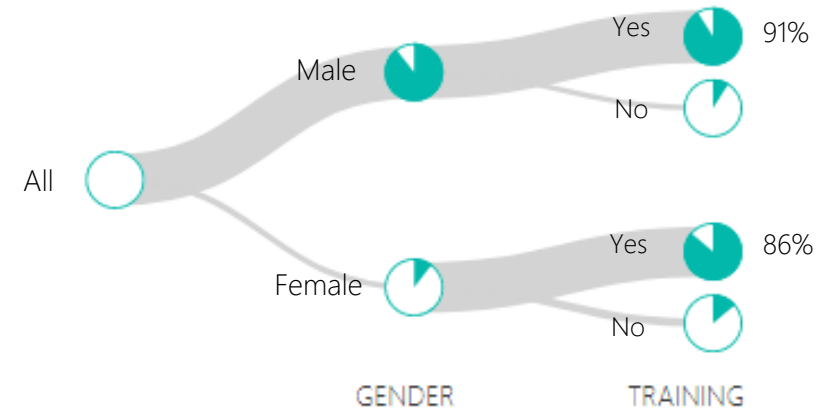 Yes 91%
Male
No
All
Yes 86%
Female
No
GENDER TRAINING